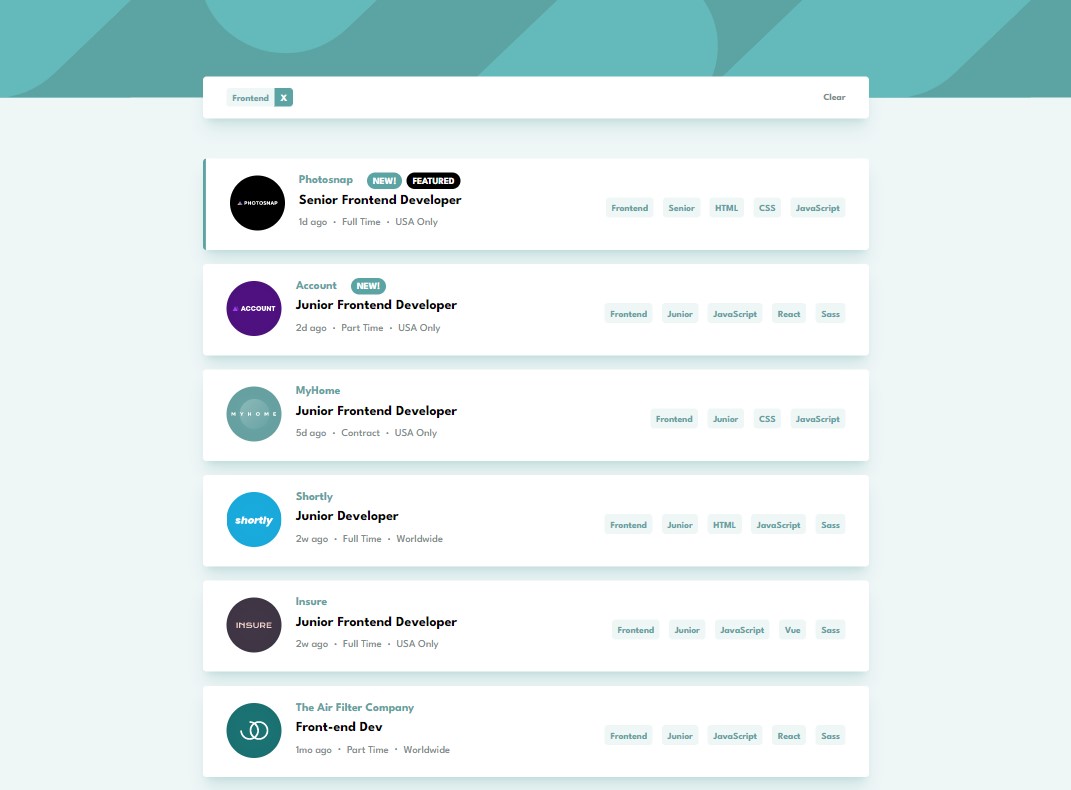 Frontend X Clear
PHOTOSNAP
Photosnap NEW! FEATURED
Senior Frontend Developer
1d ago • Full Time • USA Only
Frontend Senior HTML CSS JavaScript
ACCOUNT
Account NEW!
Junior Frontend Developer
2d ago • Part Time • USA Only
Frontend Junior JavaScript React Sass
MYHOME
MyHome
Junior Frontend Developer
5d ago • Contract • USA Only
Frontend Junior CSS JavaScript
shortly
Shortly
Junior Developer
2w ago • Full Time • Worldwide
Frontend Junior HTML JavaScript Sass
INSURE
Insure
Junior Frontend Developer
2w ago • Full Time • USA Only
Frontend Junior JavaScript Vue Sass
The Air Filter Company
Front-end Dev
1mo ago • Part Time • Worldwide
Frontend Junior JavaScript React Sass